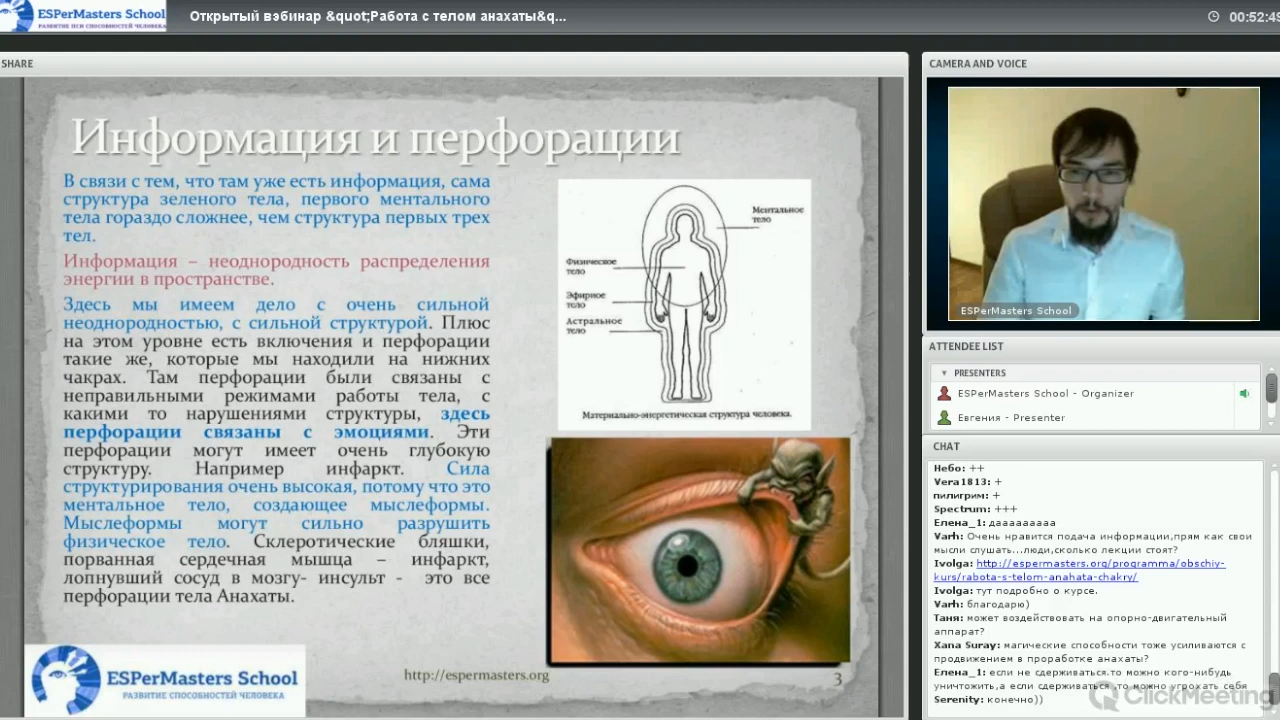 ESPerMasters School
РАЗВИТИЕ ПСИ СПОСОБНОСТЕЙ ЧЕЛОВЕКА
Открытый вэбинар &quot;Работа с телом анахаты&q...
00:52:49
SHARE
Информация и перфорации
В связи с тем, что там уже есть информация, сама
структура зеленого тела, первого ментального
тела гораздо сложнее, чем структура первых трех
тел.
Информация – неоднородность распределения
энергии в пространстве.
Здесь мы имеем дело с очень сильной
неоднородностью, с сильной структурой. Плюс
на этом уровне есть включения и перфорации
такие же, которые мы находили на нижних
чакрах. Там перфорации были связаны с
неправильными режимами работы тела, с
какими то нарушениями структуры, здесь
перфорации связаны с эмоциями. Эти
перфорации могут имеет очень глубокую
структуру. Например инфаркт. Сила
структурирования очень высокая, потому что это
ментальное тело, создающее мыслеформы.
Мыслеформы могут сильно разрушить
физическое тело. Склеротические бляшки,
порванная сердечная мышца – инфаркт,
лопнувший сосуд в мозгу- инсульт - это все
перфорации тела Анахаты.
Ментальное
тело
Физическое
тело
Эфирное
тело
Астральное
тело
Материально-энергетическая структура человека.
ESPerMasters School
РАЗВИТИЕ СПОСОБНОСТЕЙ ЧЕЛОВЕКА
http://espermasters.org
3
CAMERA AND VOICE
ESPerMasters School
ATTENDEE LIST
PRESENTERS
ESPerMasters School - Organizer
Евгения - Presenter
CHAT
Небо: ++
Vera1813: +
пилигрим: +
Spectrum: +++
Елена_1: дааааааааа
Varh: Очень нравится подача информации,прям как свои
мысли слушать...люди,сколько лекции стоят?
Ivolga: http://espermasters.org/programma/obschiy-
kurs/rabota-s-telom-anahata-chakry/
Ivolga: тут подробно о курсе.
Varh: благодарю)
Таня: может воздействовать на опорно-двигательный
аппарат?
Xana Suray: магические способности тоже усиливаются с
продвижением в проработке анахаты?
Елена_1: если не сдерживаться.то можно кого-нибудь
уничтожить,а если сдерживаться ,то можно угрохать себя
Serenity: конечно))
ClickMeeting